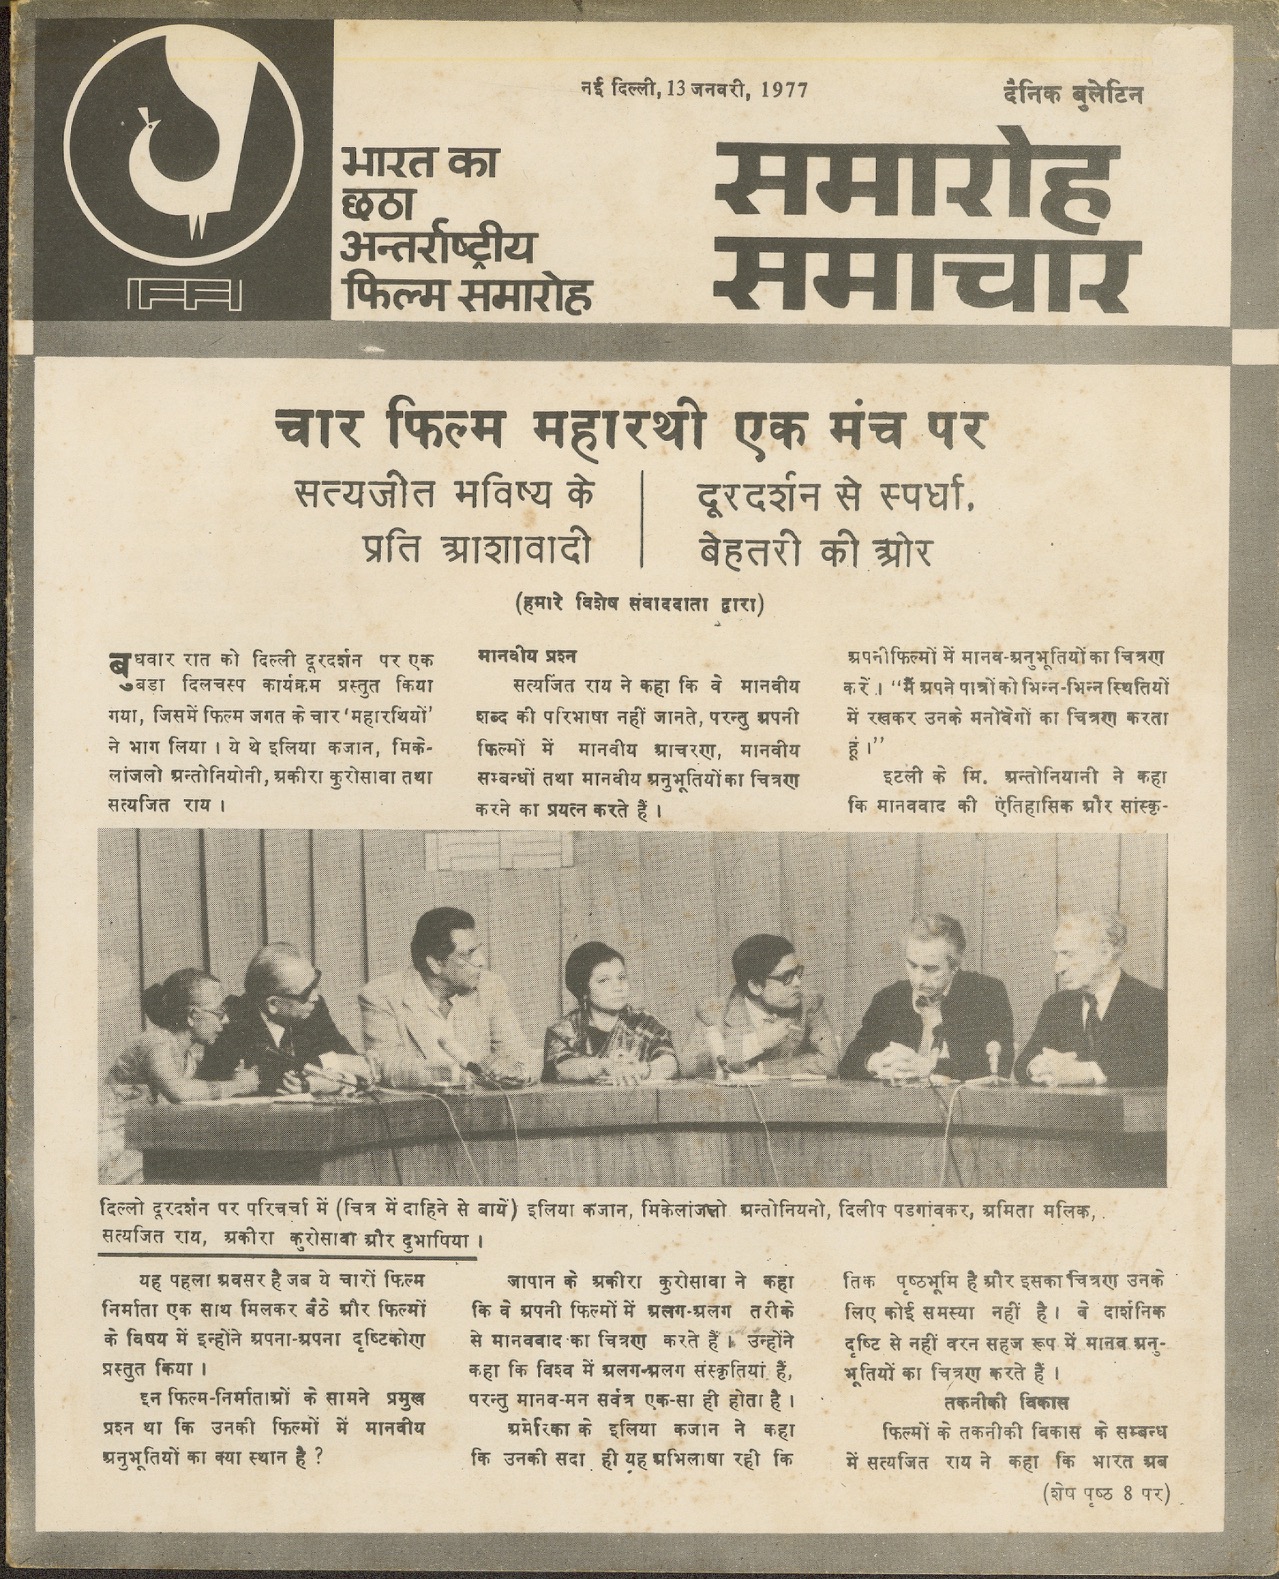 नई दिल्ली, 13 जनवरी, 1977
दैनिक बुलेटिन
भारत का
छठा
अन्तर्राष्ट्रीय
फिल्म समारोह
IFFI
समारोह
समाचार
चार फिल्म महारथी एक मंच पर
सत्यजीत भविष्य के
प्रति आशावादी
दूरदर्शन से स्पर्धा,
बेहतरी की ओर
(हमारे विशेष संवाददाता द्वारा)
बुधवार रात को दिल्ली दूरदर्शन पर एक
बड़ा दिलचस्प कार्यक्रम प्रस्तुत किया
गया, जिसमें फिल्म जगत के चार 'महारथियों'
ने भाग लिया । ये थे इलिया कजान, मिके-
लांजलो अन्तोनियोनी, अकीरा कुरोसावा तथा
सत्यजित राय ।
मानवीय प्रश्न
सत्यजित राय ने कहा कि वे मानवीय
शब्द की परिभाषा नहीं जानते, परन्तु अपनी
फिल्मों में मानवीय आचरण, मानवीय
सम्बन्धों तथा मानवीय अनुभूतियों का चित्रण
करने का प्रयत्न करते हैं ।
अपनी फिल्मों में मानव-अनुभूतियों का चित्रण
करें । "मैं अपने पात्रों को भिन्न-भिन्न स्थितियों
में रखकर उनके मनोवेगों का चित्रण करता
हूं ।"
इटली के मि. अन्तोनियानी ने कहा
कि मानववाद की ऐतिहासिक और सांस्कृ-
दिल्ली दूरदर्शन पर परिचर्चा में (चित्र में दाहिने से बायें) इलिया कजान, मिकेलांजलो अन्तोनियनो, दिलीप पडगांवकर, अमिता मलिक,
सत्यजित राय, अकीरा कुरोसावा और दुभाषिया ।
यह पहला अवसर है जब ये चारों फिल्म
निर्माता एक साथ मिलकर बैठे और फिल्मों
के विषय में इन्होंने अपना-अपना दृष्टिकोण
प्रस्तुत किया ।
इन फिल्म-निर्माताओं के सामने प्रमुख
प्रश्न था कि उनकी फिल्मों में मानवीय
अनुभूतियों का क्या स्थान है ?
जापान के अकीरा कुरोसावा ने कहा
कि वे अपनी फिल्मों में अलग-अलग तरीके
से मानववाद का चित्रण करते हैं । उन्होंने
कहा कि विश्व में अलग-अलग संस्कृतियां हैं,
परन्तु मानव-मन सर्वत्र एक-सा ही होता है ।
अमेरिका के इलिया कजान ने कहा
कि उनकी सदा ही यह अभिलाषा रही कि
तिक पृष्ठभूमि है और इसका चित्रण उनके
लिए कोई समस्या नहीं है । वे दार्शनिक
दृष्टि से नहीं वरन सहज रूप में मानव अनु-
भूतियों का चित्रण करते हैं ।
तकनीकी विकास
फिल्मों के तकनीकी विकास के सम्बन्ध
में सत्यजित राय ने कहा कि भारत अब
(शेष पृष्ठ 8 पर)